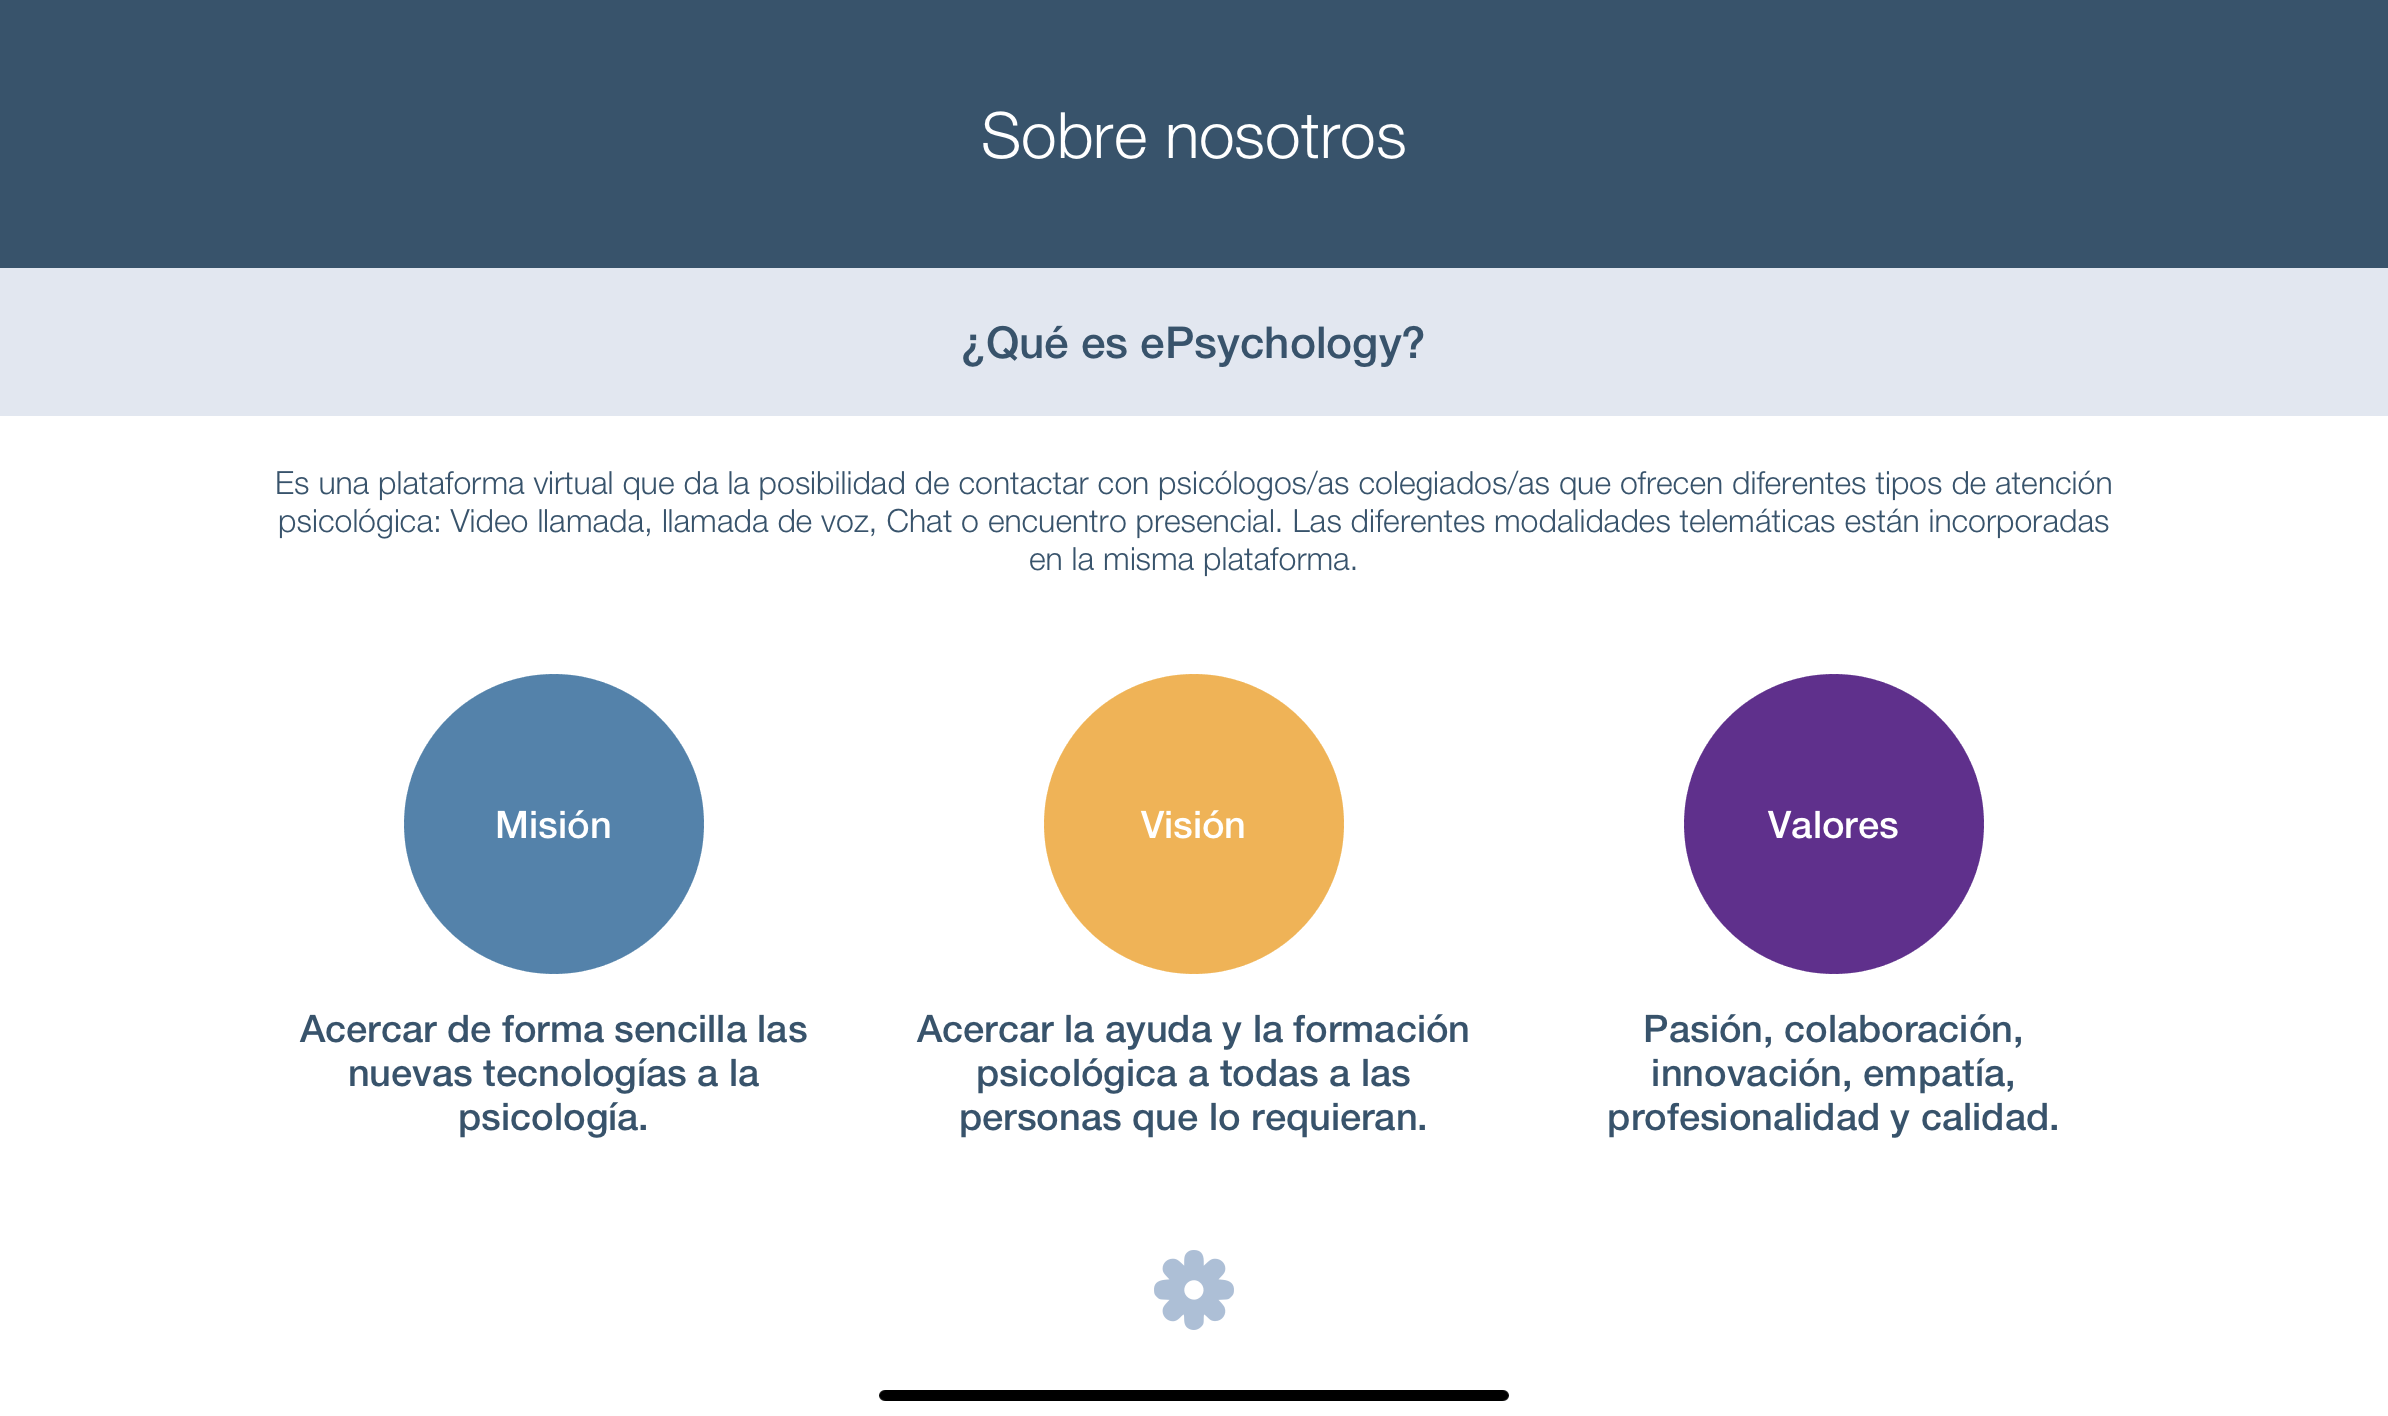 Sobre nosotros
¿Qué es ePsychology?
Es una plataforma virtual que da la posibilidad de contactar con psicólogos/as colegiados/as que ofrecen diferentes tipos de atención
psicológica: Video llamada, llamada de voz, Chat o encuentro presencial. Las diferentes modalidades telemáticas están incorporadas
en la misma plataforma.
Misión
Acercar de forma sencilla las
nuevas tecnologías a la
psicología.
Visión
Acercar la ayuda y la formación
psicológica a todas a las
personas que lo requieran.
Valores
Pasión, colaboración,
innovación, empatía,
profesionalidad y calidad.